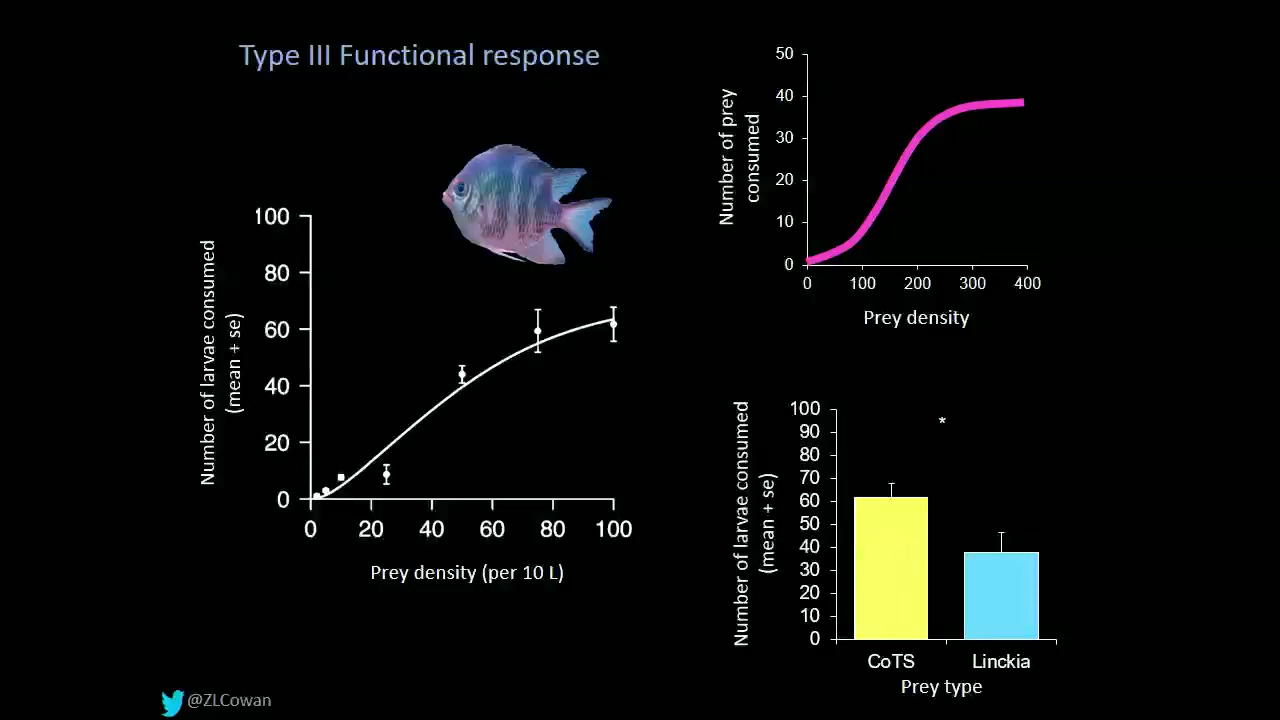 Type III Functional response
Number of larvae consumed
(mean + se)
100
80
60
40
20
0
0 20 40 60 80 100
Prey density (per 10 L)
Number of prey
consumed
50
40
30
20
10
0
0 100 200 300 400
Prey density
Number of larvae consumed
(mean + se)
100
90
80
70
60
50
40
30
20
10
0
*
CoTS Linckia
Prey type
@ZLCowan